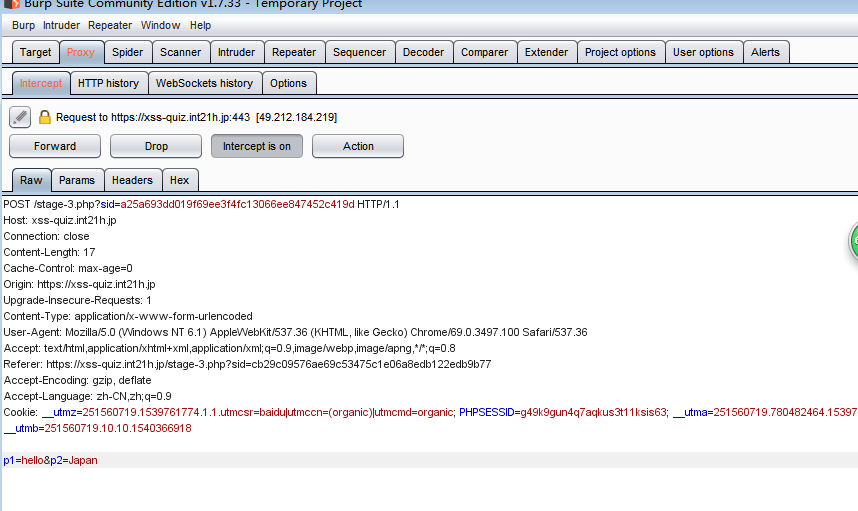 Burp Suite Community Edition v1.7.33 - Temporary Project
Burp Intruder Repeater Window Help
Target Proxy Spider Scanner Intruder Repeater Sequencer Decoder Comparer Extender Project options User options Alerts
Intercept HTTP history WebSockets history Options
Request to https://xss-quiz.int21h.jp:443 [49.212.184.219]
Forward Drop Intercept is on Action
Raw Params Headers Hex
POST /stage-3.php?sid=a25a693dd019f69ee3f4fc13066ee847452c419d HTTP/1.1
Host: xss-quiz.int21h.jp
Connection: close
Content-Length: 17
Cache-Control: max-age=0
Origin: https://xss-quiz.int21h.jp
Upgrade-Insecure-Requests: 1
Content-Type: application/x-www-form-urlencoded
User-Agent: Mozilla/5.0 (Windows NT 6.1) AppleWebKit/537.36 (KHTML, like Gecko) Chrome/69.0.3497.100 Safari/537.36
Accept: text/html,application/xhtml+xml,application/xml;q=0.9,image/webp,image/apng,*/*;q=0.8
Referer: https://xss-quiz.int21h.jp/stage-3.php?sid=cb29c09576ae69c53475c1e06a8edb122edb9b77
Accept-Encoding: gzip, deflate
Accept-Language: zh-CN,zh;q=0.9
Cookie: __utmz=251560719.1539761774.1.1.utmcsr=baidu|utmccn=(organic)|utmcmd=organic; PHPSESSID=g49k9gun4q7aqkus3t11ksis63; __utma=251560719.780482464.15397
__utmb=251560719.10.10.1540366918
p1=hello&p2=Japan